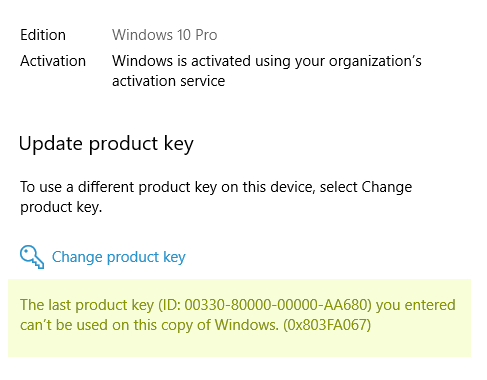 Edition Windows 10 Pro
Activation Windows is activated using your organization's
activation service
Update product key
To use a different product key on this device, select Change
product key.
Change product key
The last product key (ID: 00330-80000-00000-AA680) you entered
can't be used on this copy of Windows. (0x803FA067)